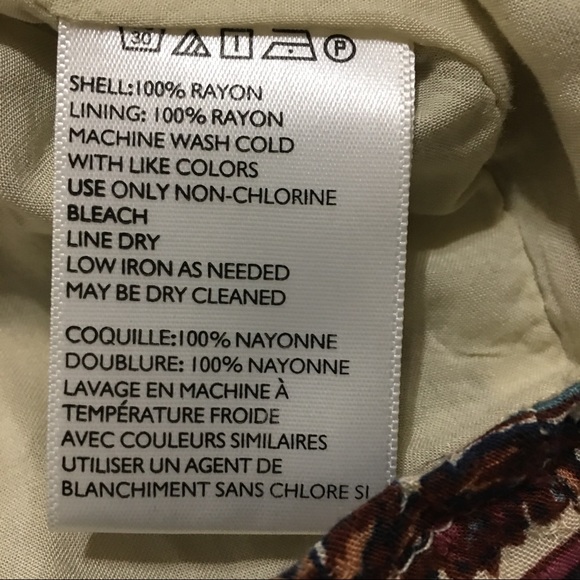 30
P
SHELL:100% RAYON
LINING: 100% RAYON
MACHINE WASH COLD
WITH LIKE COLORS
USE ONLY NON-CHLORINE
BLEACH
LINE DRY
LOW IRON AS NEEDED
MAY BE DRY CLEANED
COQUILLE:100% NAYONNE
DOUBLURE: 100% NAYONNE
LAVAGE EN MACHINE À
TEMPÉRATURE FROIDE
AVEC COULEURS SIMILAIRES
UTILISER UN AGENT DE
BLANCHIMENT SANS CHLORE SI